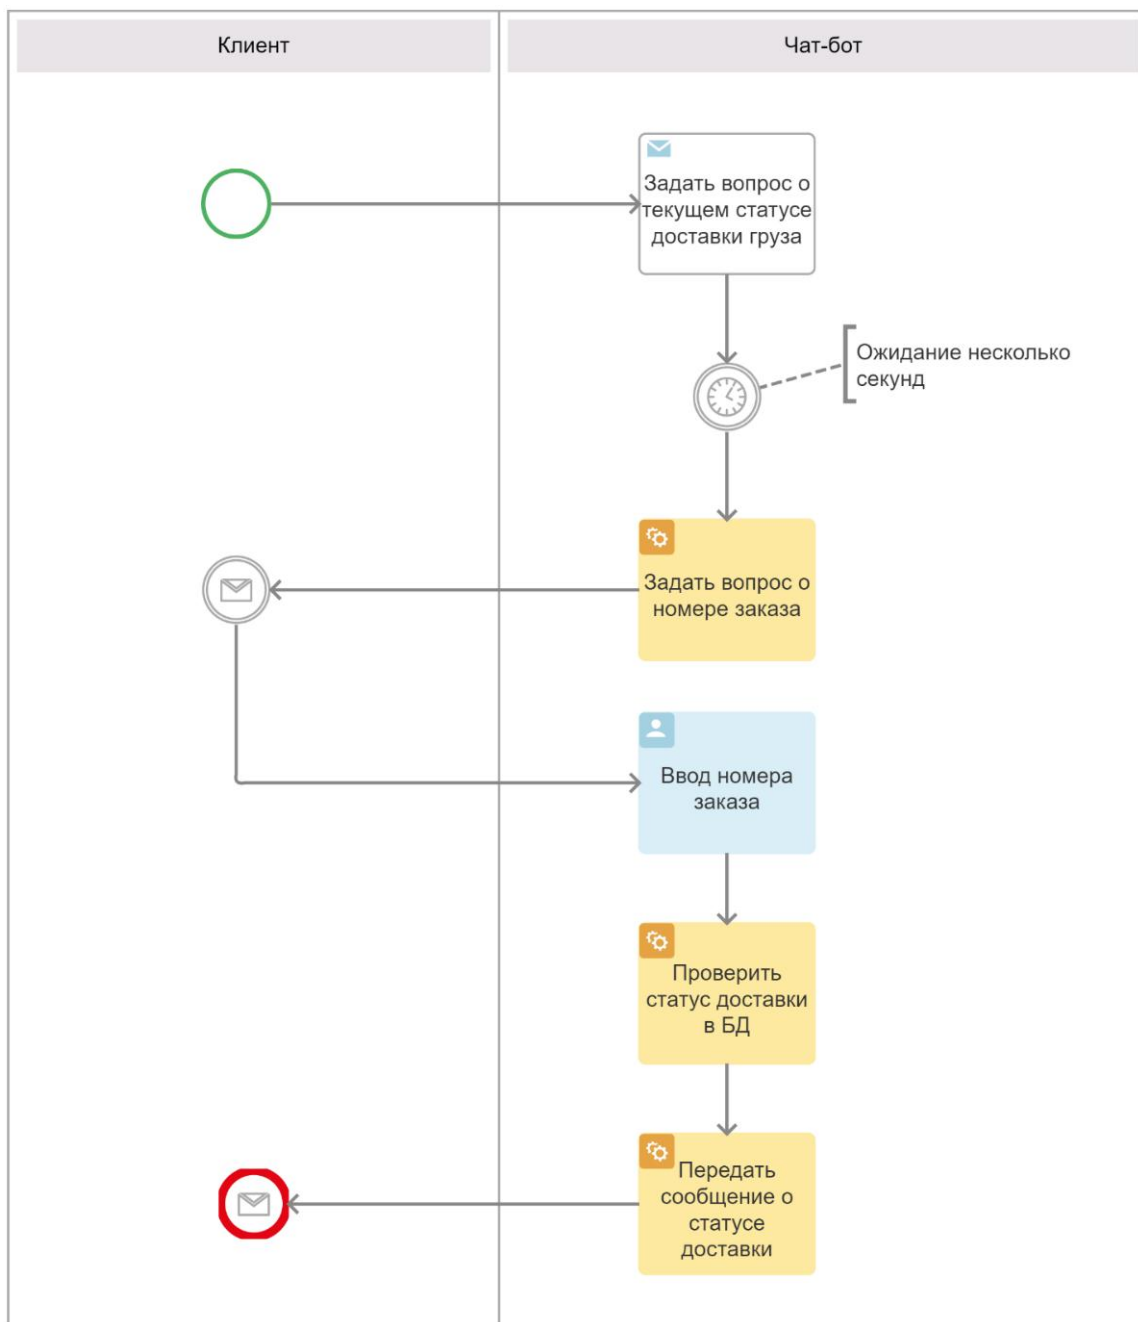 Клиент
Чат-бот
Задать вопрос о
текущем статусе
доставки груза
Ожидание несколько
секунд
Задать вопрос о
номере заказа
Ввод номера
заказа
Проверить
статус доставки
в БД
Передать
сообщение о
статусе
доставки